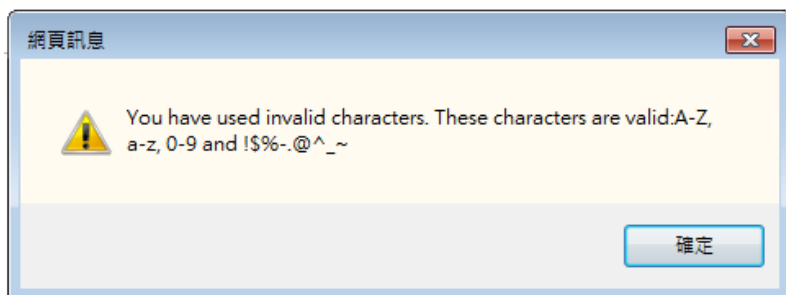 網頁訊息
You have used invalid characters. These characters are valid:A-Z,
a-z, 0-9 and !$%-.@^_~
確定